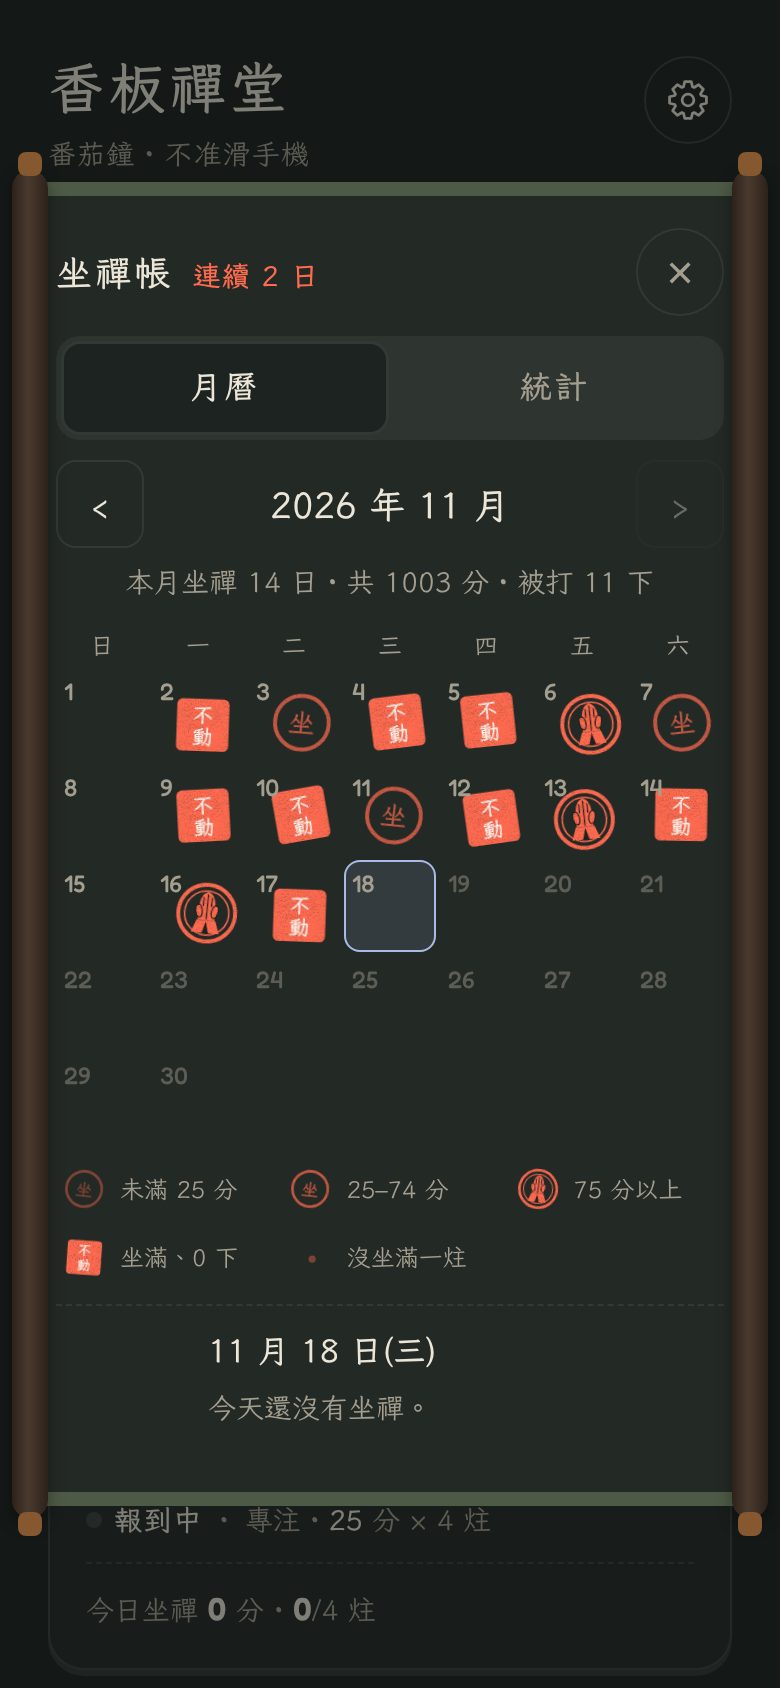 香板禪堂
番茄鐘・不准滑手機
坐禪帳 連續 2 日
×
月曆 統計
< 2026 年 11 月 >
本月坐禪 14 日・共 1003 分・被打 11 下
日 一 二 三 四 五 六
1 2 不動 3 坐 4 不動 5 不動 6 7 坐
8 9 不動 10 不動 11 坐 12 不動 13 14 不動
15 16 17 不動 18 19 20 21
22 23 24 25 26 27 28
29 30
坐 未滿 25 分 坐 25–74 分 75 分以上
不動 坐滿、0 下 • 沒坐滿一炷
11 月 18 日(三)
今天還沒有坐禪。
報到中 · 專注・25 分 × 4 炷
今日坐禪 0 分・0/4 炷